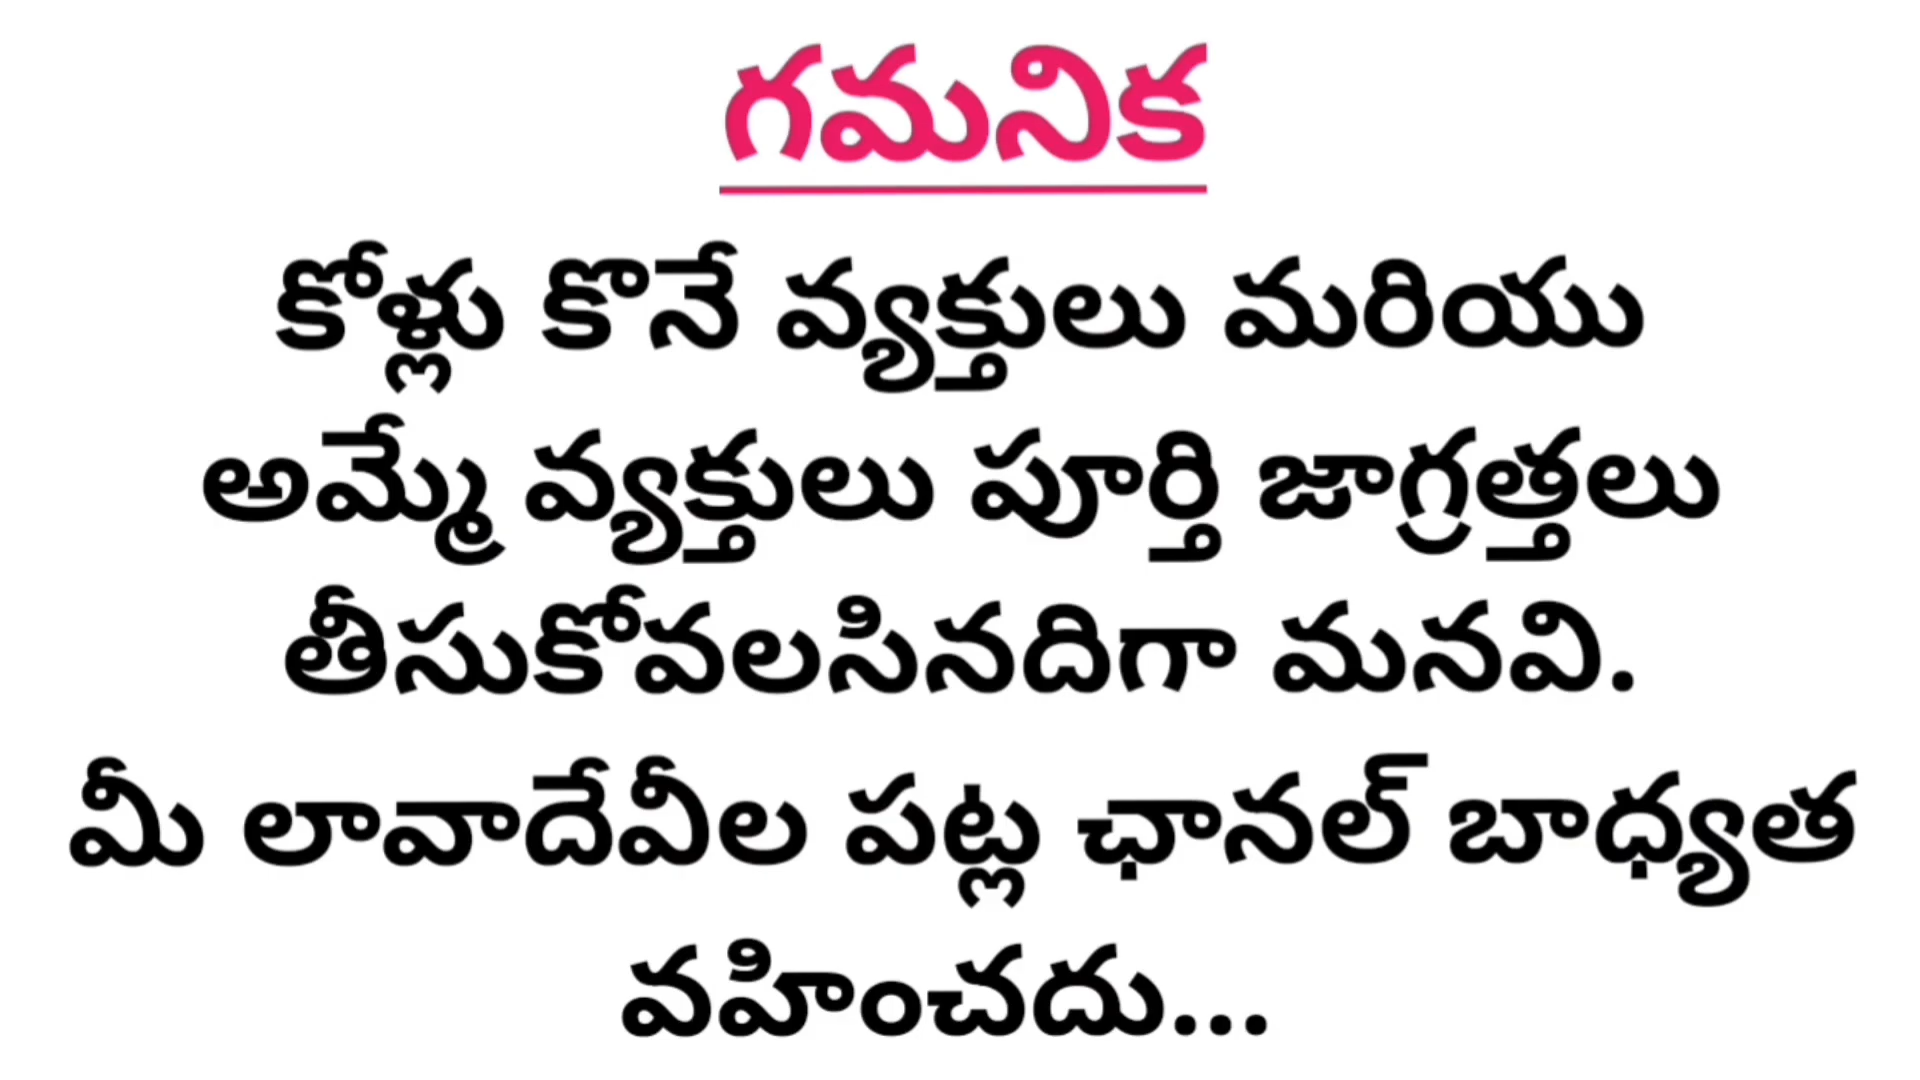 గమనిక
కోళ్లు కొనే వ్యక్తులు మరియు
అమ్మే వ్యక్తులు పూర్తి జాగ్రత్తలు
తీసుకోవలసినదిగా మనవి.
మీ లావాదేవీల పట్ల ఛానల్ బాధ్యత
వహించదు...